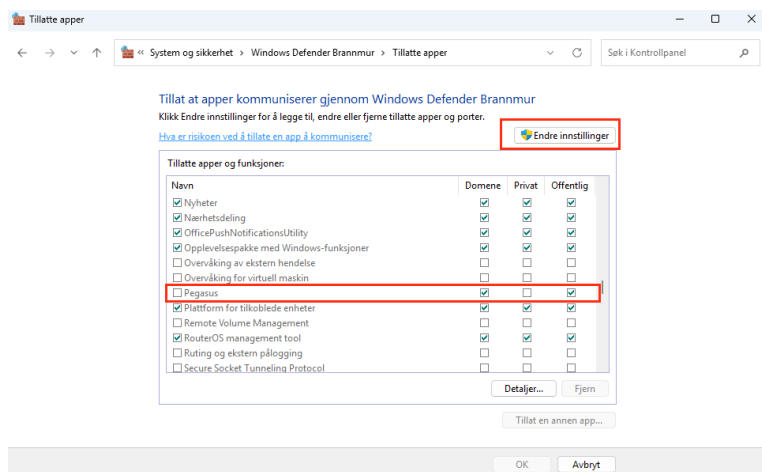 Tillatte apper
« System og sikkerhet > Windows Defender Brannmur > Tillatte apper
Søk i Kontrollpanel
Tillat at apper kommuniserer gjennom Windows Defender Brannmur
Klikk Endre innstillinger for å legge til, endre eller fjerne tillatte apper og porter.
Hva er risikoen ved å tillate en app å kommunisere?
Endre innstillinger
Tillatte apper og funksjoner:
Navn Domene Privat Offentlig
Nyheter
Nærhetsdeling
OfficePushNotificationsUtility
Opplevelsespakke med Windows-funksjoner
Overvåking av ekstern hendelse
Overvåking for virtuell maskin
Pegasus
Plattform for tilkoblede enheter
Remote Volume Management
RouterOS management tool
Ruting og ekstern pålogging
Secure Socket Tunneling Protocol
Detaljer... Fjern
Tillat en annen app...
OK Avbryt